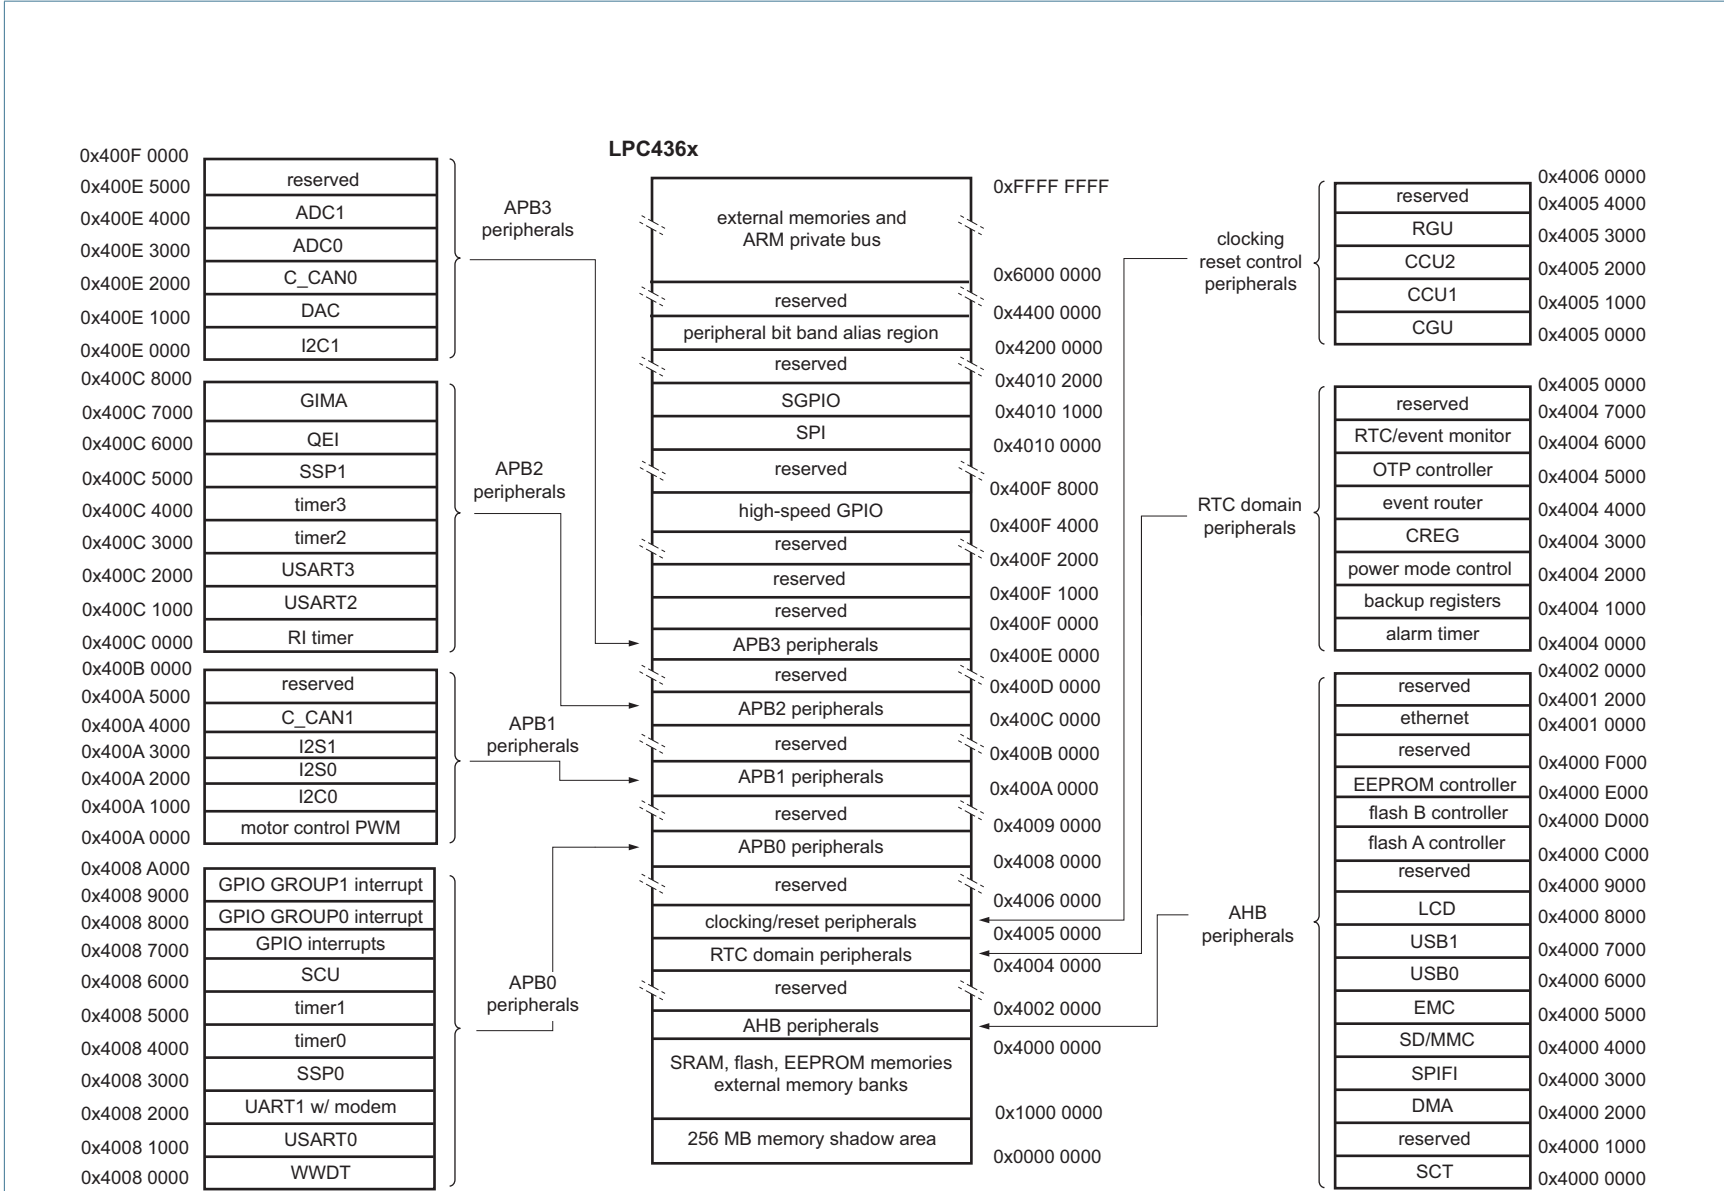 LPC436x
0x400F 0000
reserved
0x400E 5000
ADC1
0x400E 4000
ADC0
0x400E 3000
C_CAN0
0x400E 2000
DAC
0x400E 1000
I2C1
0x400E 0000
APB3
peripherals
0x400C 8000
GIMA
0x400C 7000
QEI
0x400C 6000
SSP1
0x400C 5000
timer3
0x400C 4000
timer2
0x400C 3000
USART3
0x400C 2000
USART2
0x400C 1000
RI timer
0x400C 0000
APB2
peripherals
0x400B 0000
reserved
0x400A 5000
C_CAN1
0x400A 4000
I2S1
0x400A 3000
I2S0
0x400A 2000
I2C0
0x400A 1000
motor control PWM
0x400A 0000
APB1
peripherals
0x4008 A000
GPIO GROUP1 interrupt
0x4008 9000
GPIO GROUP0 interrupt
0x4008 8000
GPIO interrupts
0x4008 7000
SCU
0x4008 6000
timer1
0x4008 5000
timer0
0x4008 4000
SSP0
0x4008 3000
UART1 w/ modem
0x4008 2000
USART0
0x4008 1000
WWDT
0x4008 0000
APB0
peripherals
0xFFFF FFFF
external memories and
ARM private bus
0x6000 0000
reserved
0x4400 0000
peripheral bit band alias region
0x4200 0000
reserved
0x4010 2000
SGPIO
0x4010 1000
SPI
0x4010 0000
reserved
0x400F 8000
high-speed GPIO
0x400F 4000
reserved
0x400F 2000
reserved
0x400F 1000
reserved
0x400F 0000
APB3 peripherals
0x400E 0000
reserved
0x400D 0000
APB2 peripherals
0x400C 0000
reserved
0x400B 0000
APB1 peripherals
0x400A 0000
reserved
0x4009 0000
APB0 peripherals
0x4008 0000
reserved
0x4006 0000
clocking/reset peripherals
0x4005 0000
RTC domain peripherals
0x4004 0000
reserved
0x4002 0000
AHB peripherals
0x4000 0000
SRAM, flash, EEPROM memories
external memory banks
0x1000 0000
256 MB memory shadow area
0x0000 0000
clocking
reset control
peripherals
0x4006 0000
reserved
0x4005 4000
RGU
0x4005 3000
CCU2
0x4005 2000
CCU1
0x4005 1000
CGU
0x4005 0000
RTC domain
peripherals
0x4005 0000
reserved
0x4004 7000
RTC/event monitor
0x4004 6000
OTP controller
0x4004 5000
event router
0x4004 4000
CREG
0x4004 3000
power mode control
0x4004 2000
backup registers
0x4004 1000
alarm timer
0x4004 0000
AHB
peripherals
0x4002 0000
reserved
0x4001 2000
ethernet
0x4001 0000
reserved
0x4000 F000
EEPROM controller
0x4000 E000
flash B controller
0x4000 D000
flash A controller
0x4000 C000
reserved
0x4000 9000
LCD
0x4000 8000
USB1
0x4000 7000
USB0
0x4000 6000
EMC
0x4000 5000
SD/MMC
0x4000 4000
SPIFI
0x4000 3000
DMA
0x4000 2000
reserved
0x4000 1000
SCT
0x4000 0000